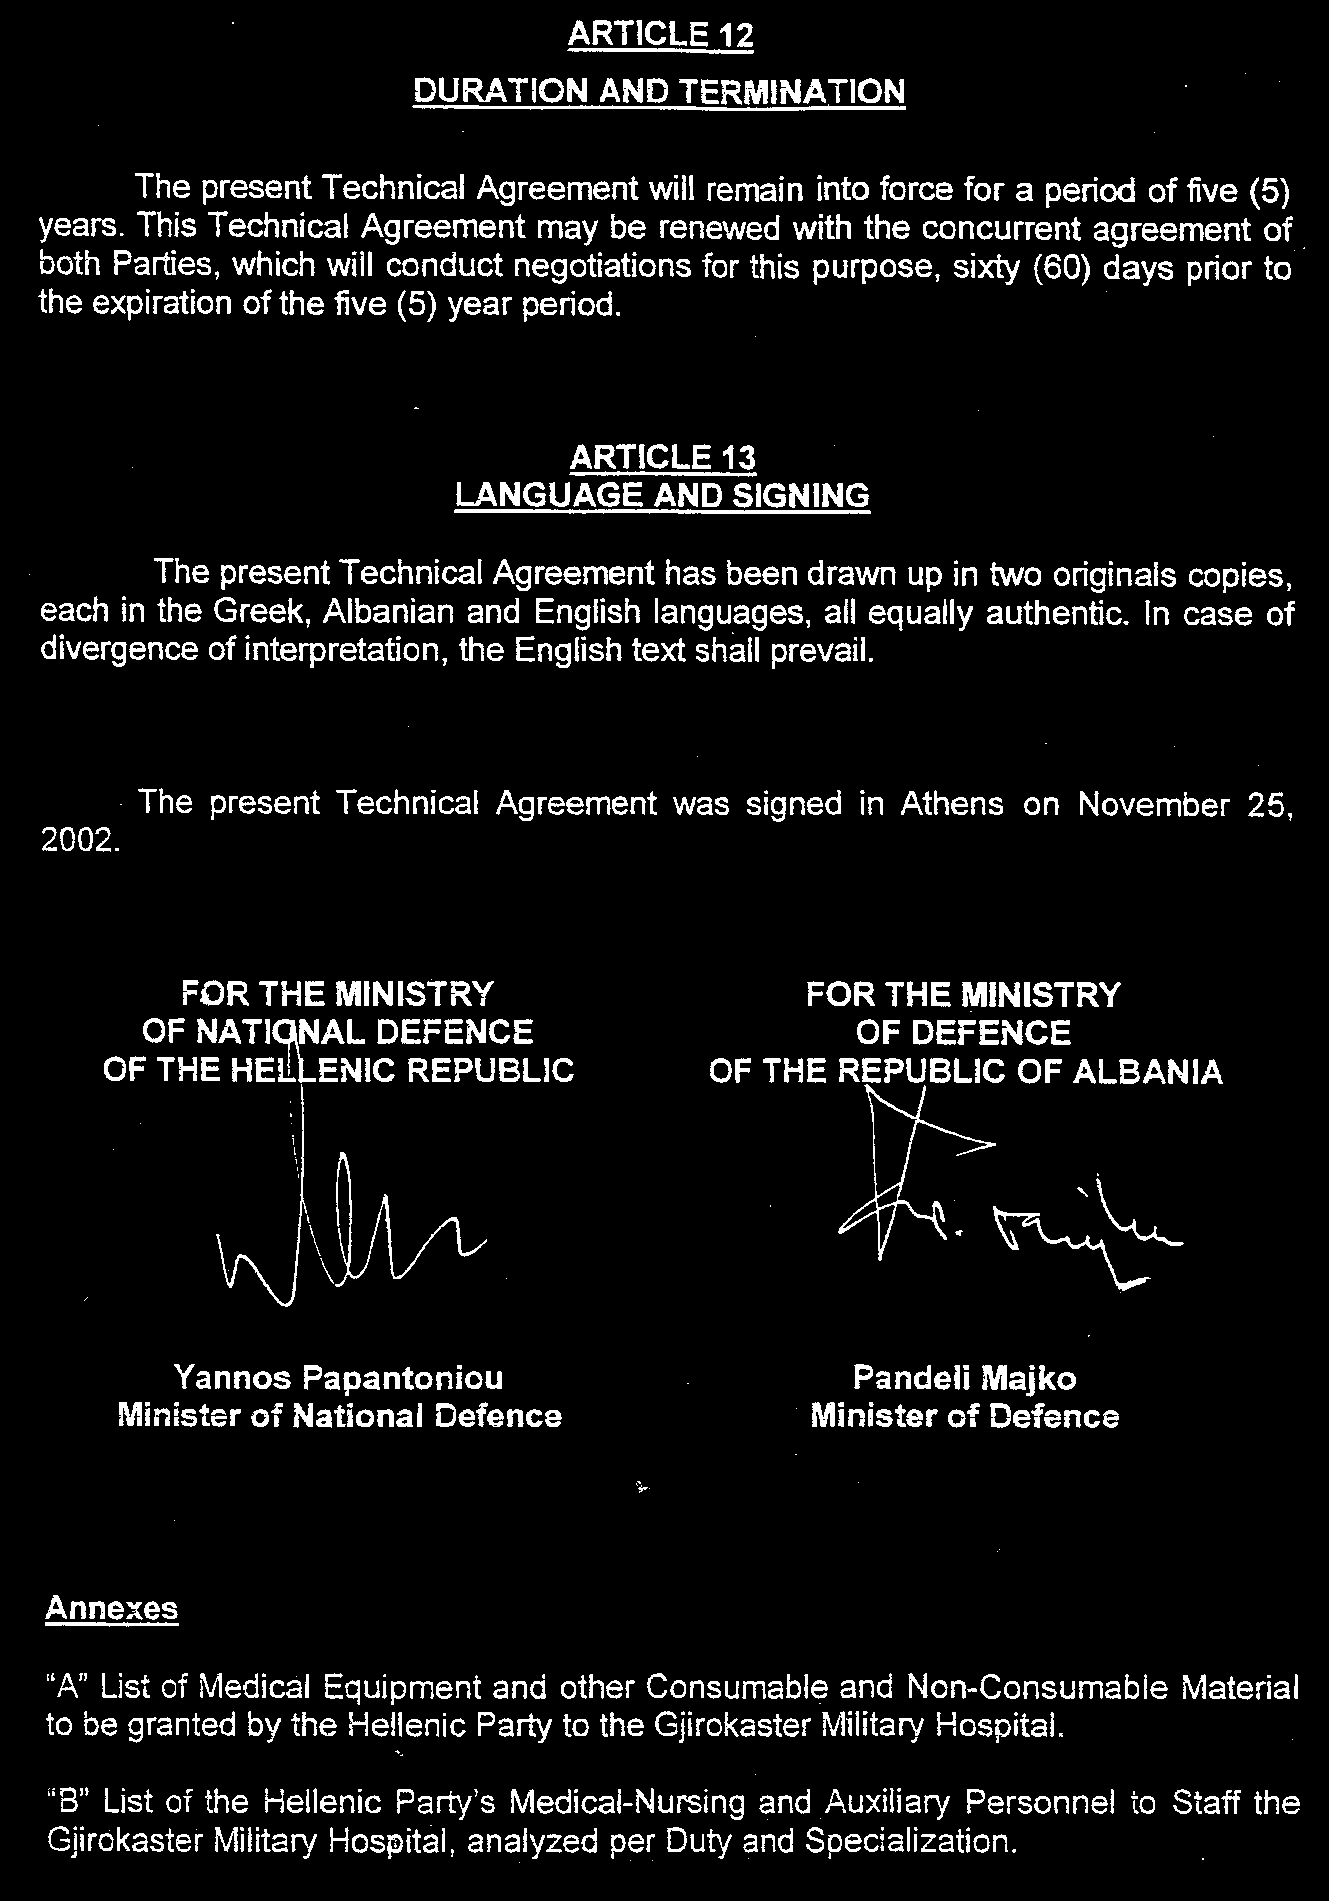 ARTICLE 12
DURATION AND TERMINATION
The present Technical Agreement will remain into force for a period of five (5)
years. This Technical Agreement may be renewed with the concurrent agreement of
both Parties, which will conduct negotiations for this purpose, sixty (60) days prior to
the expiration of the five (5) year period.
ARTICLE 13
LANGUAGE AND SIGNING
The present Technical Agreement has been drawn up in two originals copies,
each in the Greek, Albanian and English languages, all equally authentic. In case of
divergence of interpretation, the English text shall prevail.
The present Technical Agreement was signed in Athens on November 25,
2002.
FOR THE MINISTRY
OF NATIONAL DEFENCE
OF THE HELLENIC REPUBLIC
FOR THE MINISTRY
OF DEFENCE
OF THE REPUBLIC OF ALBANIA
Yannos Papantoniou
Minister of National Defence
Pandeli Majko
Minister of Defence
Annexes
“A” List of Medical Equipment and other Consumable and Non-Consumable Material
to be granted by the Hellenic Party to the Gjirokaster Military Hospital.
“B” List of the Hellenic Party’s Medical-Nursing and Auxiliary Personnel to Staff the
Gjirokaster Military Hospital, analyzed per Duty and Specialization.